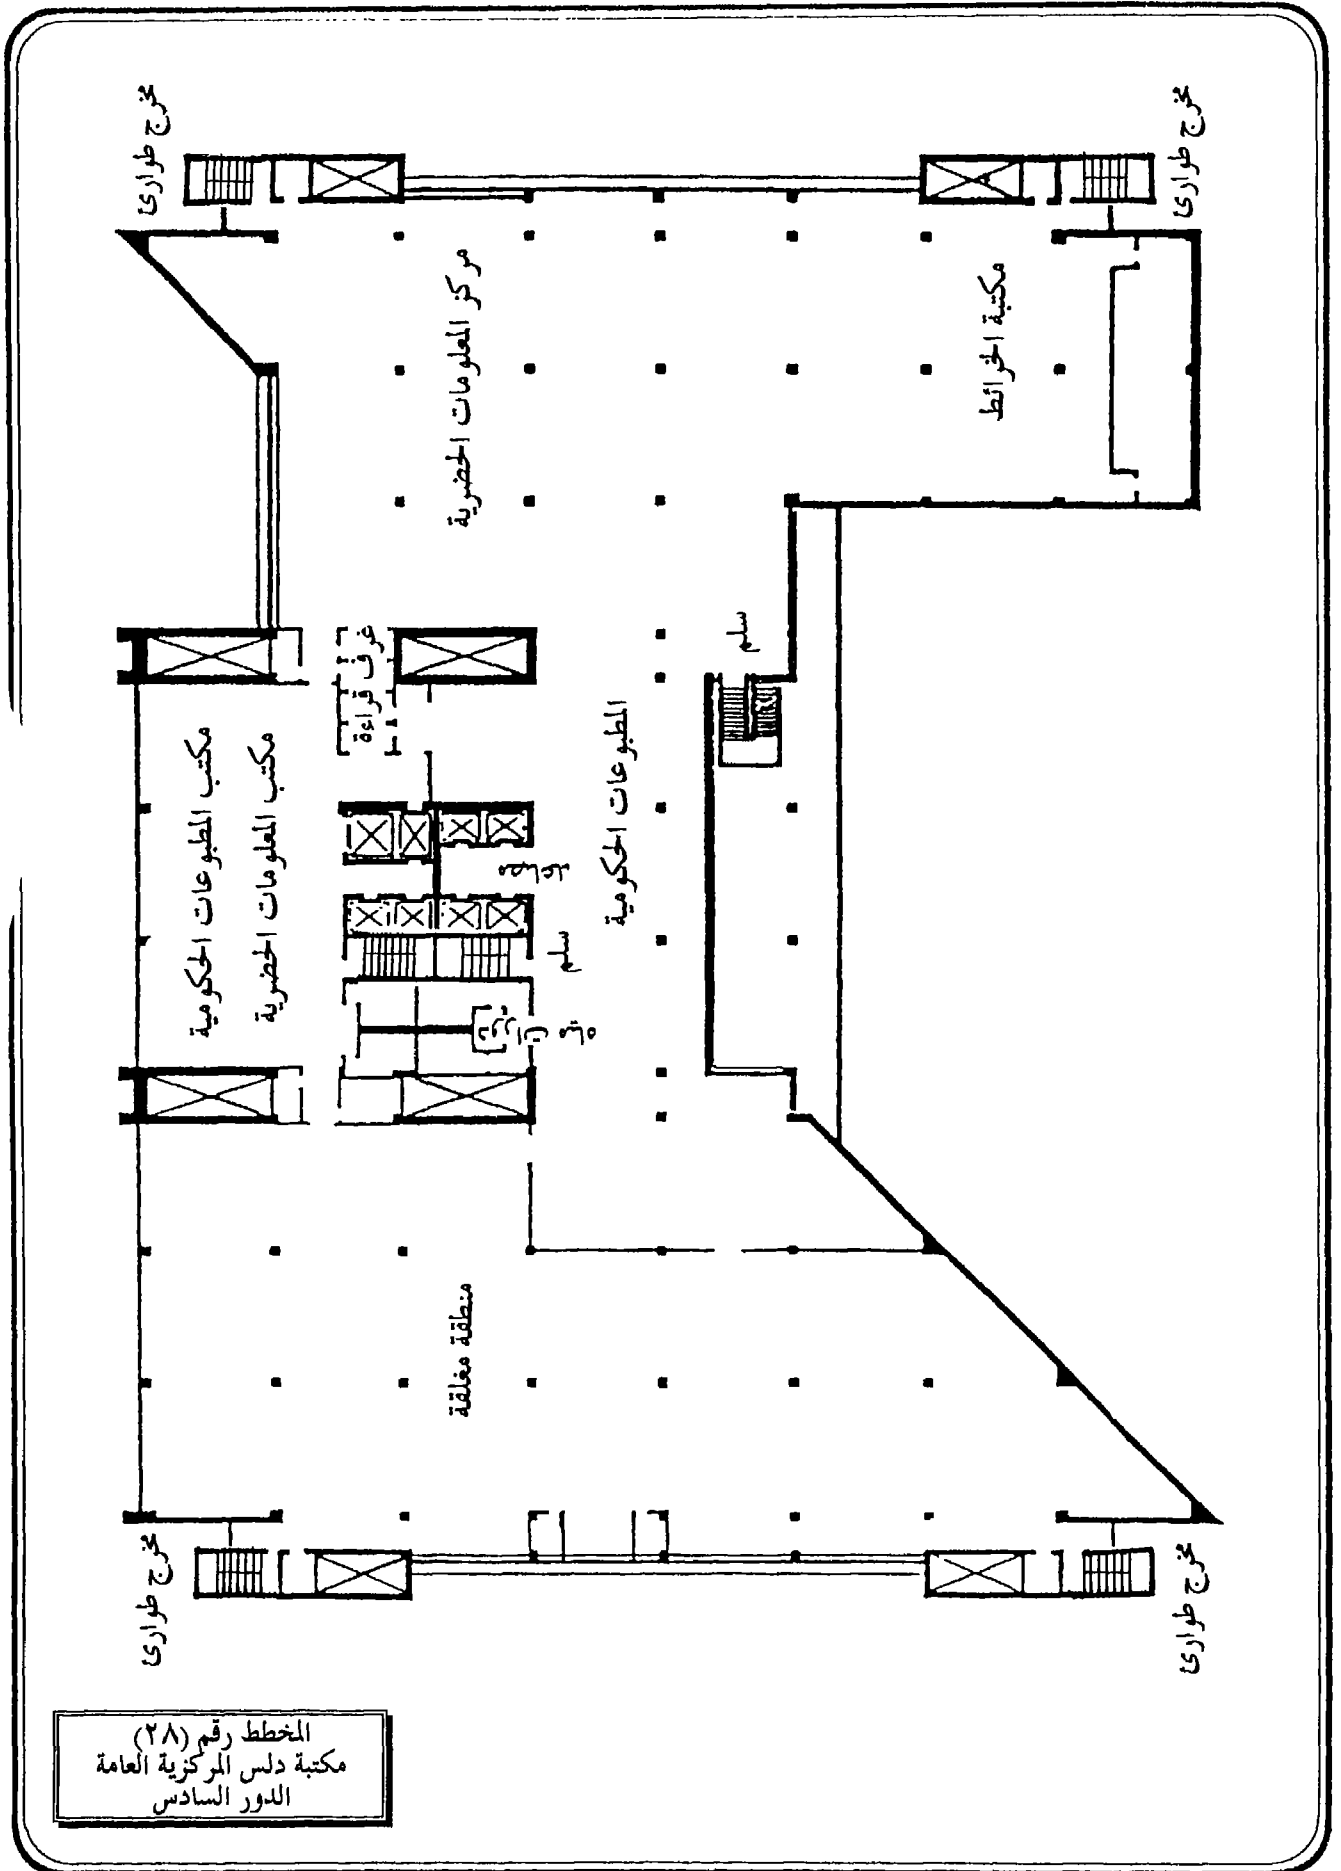 مخرج طوارئ
مخرج طوارئ
مركز المعلومات الحضرية
مكتبة الخرائط
غرف قراءة
سلم
المطبوعات الحكومية
مكتب المطبوعات الحكومية
مكتب المعلومات الحضرية
سلم
منطقة مغلقة
مخرج طوارئ
مخرج طوارئ
المخطط رقم (٢٨)
مكتبة دلس المركزية العامة
الدور السادس